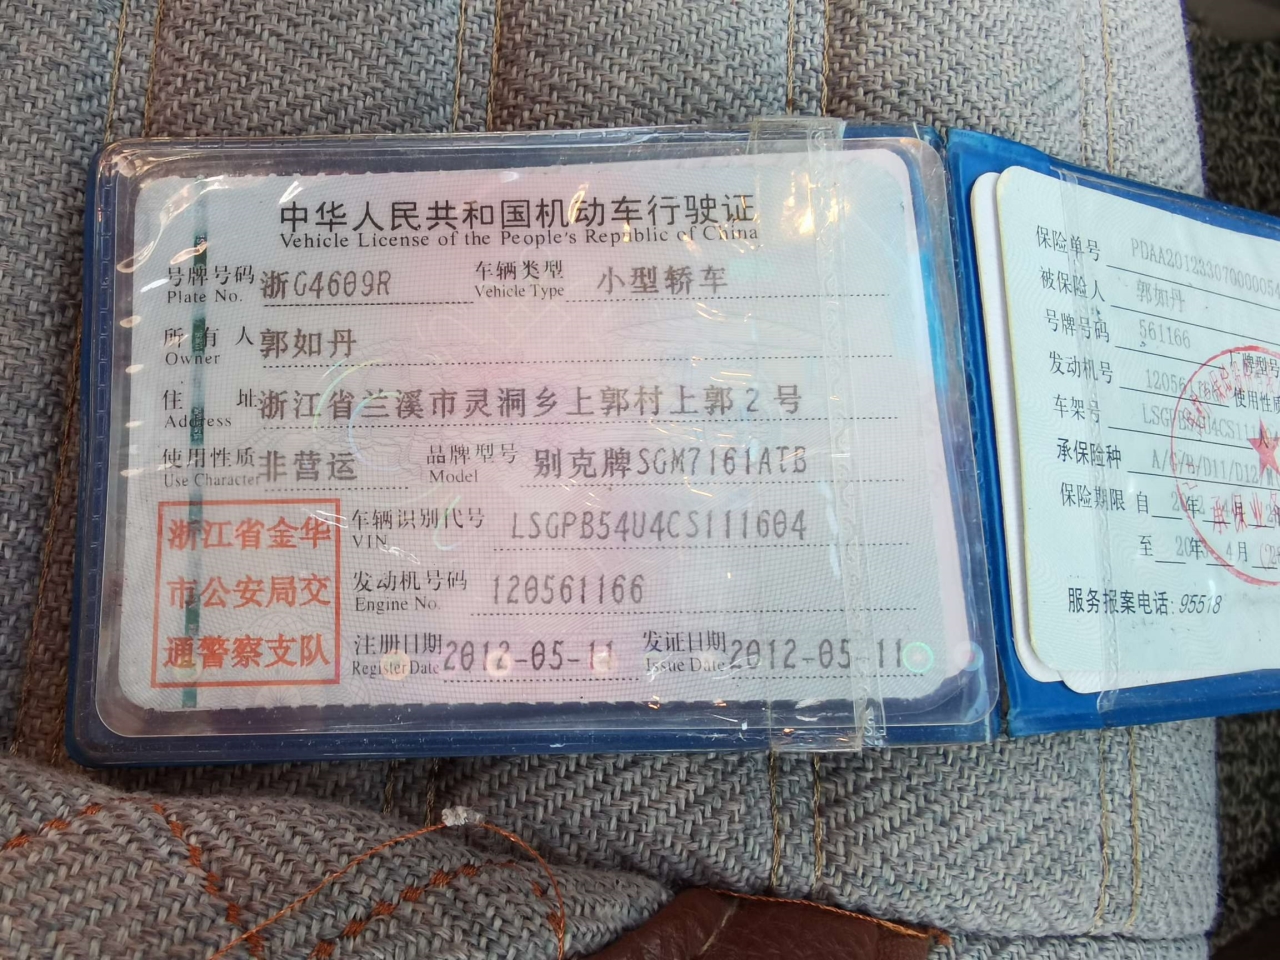 中华人民共和国机动车行驶证
Vehicle License of the People's Republic of China
号牌号码 浙G4609R 车辆类型 小型轿车
Plate No. Vehicle Type
所有人 郭如丹
Owner
住址 浙江省兰溪市灵洞乡上郭村上郭2号
Address
使用性质 非营运 品牌型号 别克牌SGM7161ATB
Use Character Model
浙江省金华
市公安局交
通警察支队
车辆识别代号 LSGPB54U4CS111604
VIN
发动机号码 120561166
Engine No.
注册日期 2012-05-11 发证日期 2012-05-11
Register Date Issue Date
保险单号
被保险人 郭如丹
号牌号码 561166
发动机号
车架号
承保险种
保险期限 自
至 20 年 4月
服务报案电话: 95518